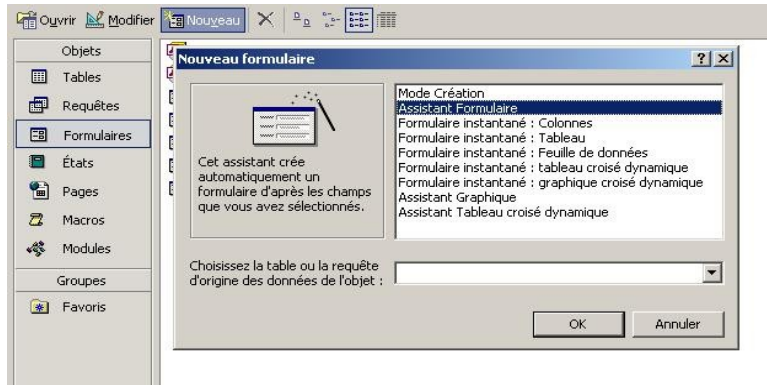 Ouvrir Modifier Nouveau
Objets
Tables
Requêtes
Formulaires
États
Pages
Macros
Modules
Groupes
Favoris
Nouveau formulaire
Cet assistant crée
automatiquement un
formulaire d'après les champs
que vous avez sélectionnés.
Mode Création
Assistant Formulaire
Formulaire instantané : Colonnes
Formulaire instantané : Tableau
Formulaire instantané : Feuille de données
Formulaire instantané : tableau croisé dynamique
Formulaire instantané : graphique croisé dynamique
Assistant Graphique
Assistant Tableau croisé dynamique
Choisissez la table ou la requête
d'origine des données de l'objet :
OK Annuler